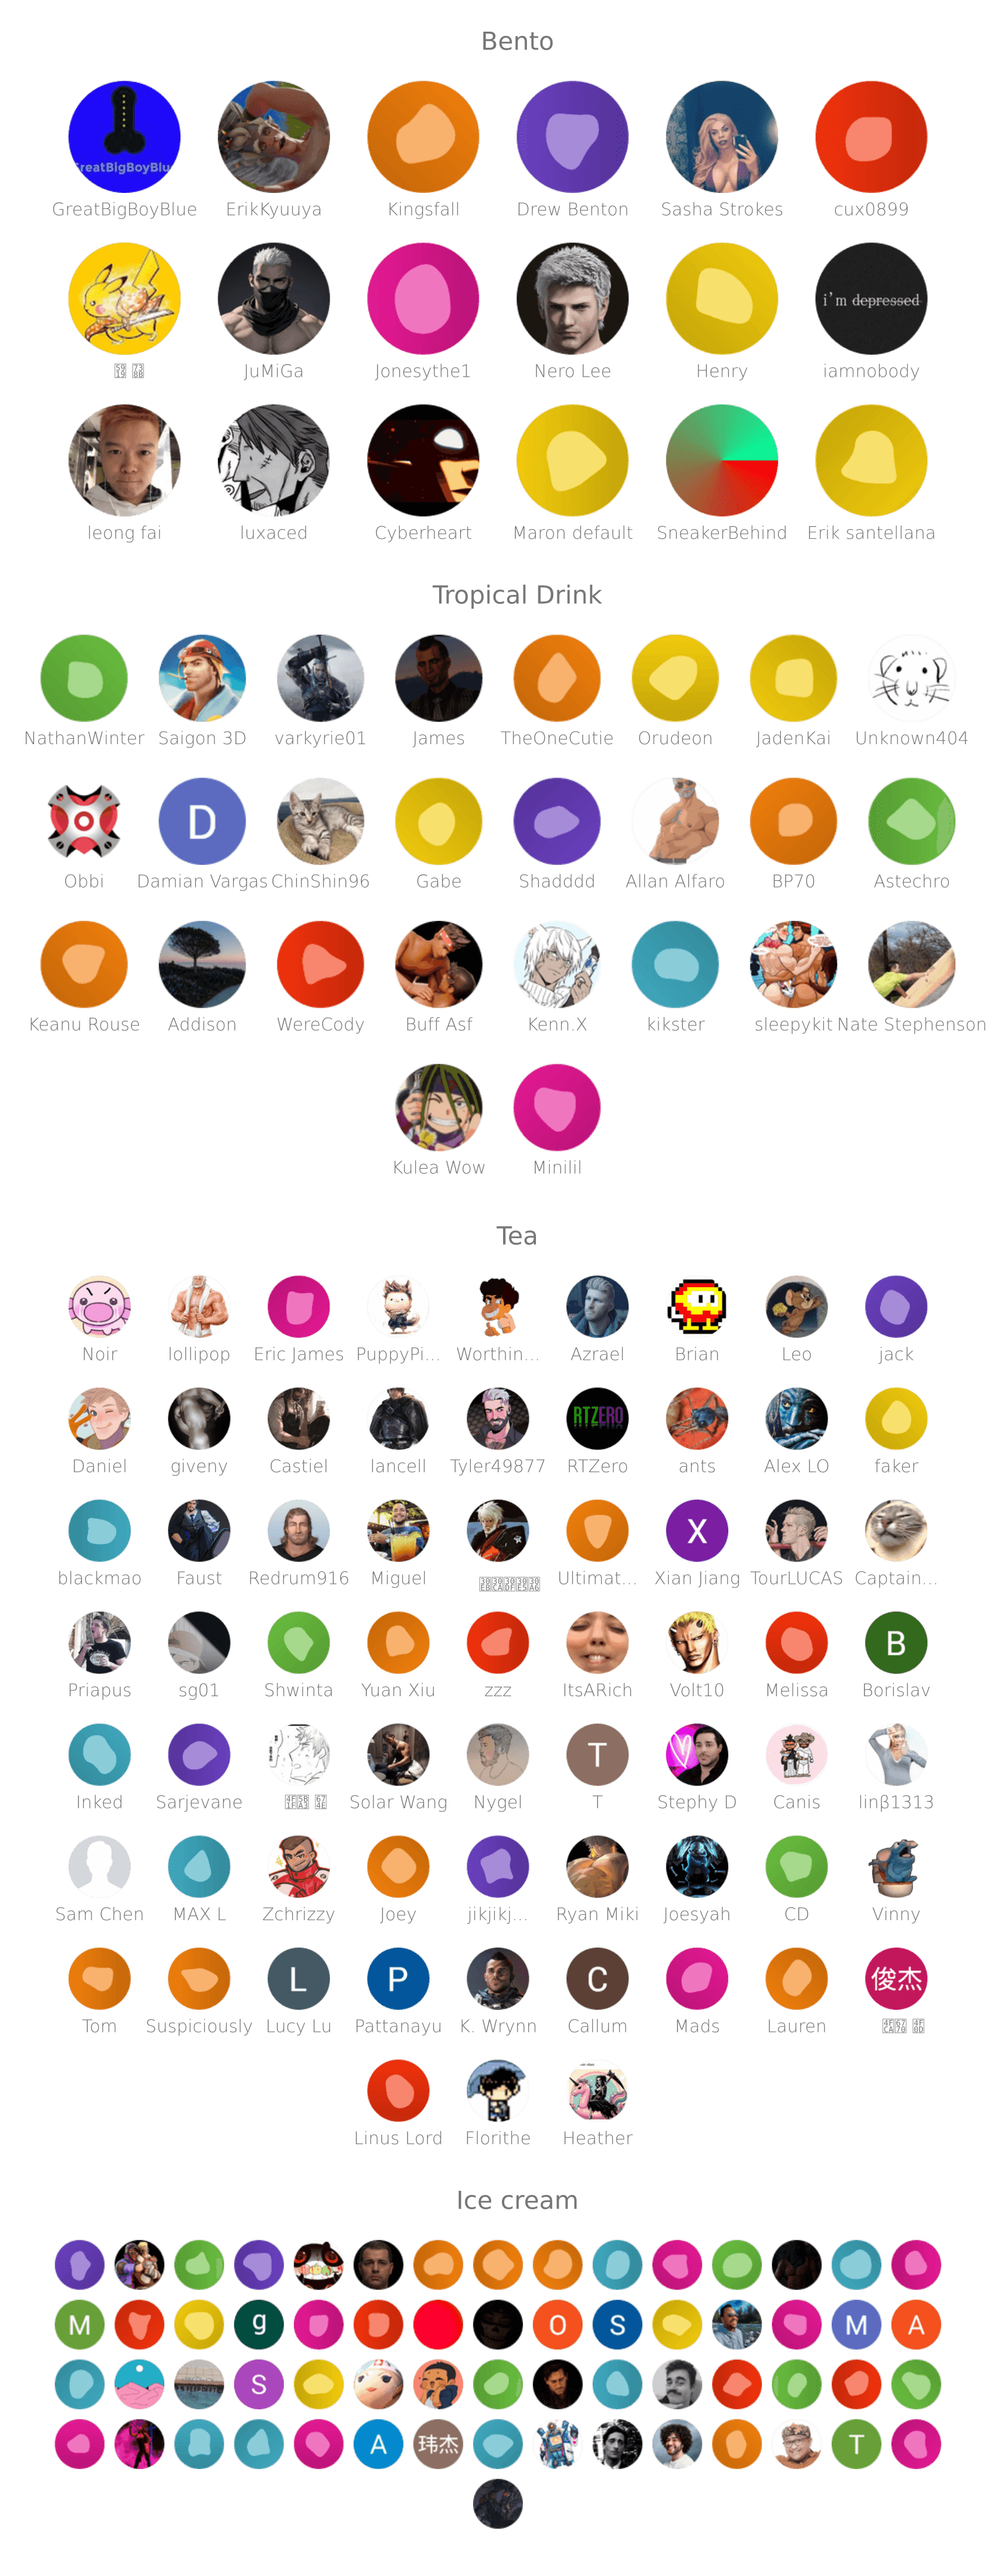 Bento
GreatBigBoyBlu
GreatBigBoyBlue ErikKyuuya Kingsfall Drew Benton Sasha Strokes cux0899
i'm depressed
JuMiGa Jonesythe1 Nero Lee Henry iamnobody
leong fai luxaced Cyberheart Maron default SneakerBehind Erik santellana
Tropical Drink
NathanWinter Saigon 3D varkyrie01 James TheOneCutie Orudeon JadenKai Unknown404
D
Obbi Damian Vargas ChinShin96 Gabe Shadddd Allan Alfaro BP70 Astechro
Keanu Rouse Addison WereCody Buff Asf Kenn.X kikster sleepykit Nate Stephenson
Kulea Wow Minilil
Tea
Noir lollipop Eric James PuppyPi... Worthin... Azrael Brian Leo jack
RTZERO
Daniel giveny Castiel lancell Tyler49877 RTZero ants Alex LO faker
X
blackmao Faust Redrum916 Miguel Ultimat... Xian Jiang TourLUCAS Captain...
B
Priapus sg01 Shwinta Yuan Xiu zzz ItsARich Volt10 Melissa Borislav
T
Inked Sarjevane Solar Wang Nygel T Stephy D Canis linβ1313
Sam Chen MAX L Zchrizzy Joey jikjikj... Ryan Miki Joesyah CD Vinny
L P C 俊杰
Tom Suspiciously Lucy Lu Pattanayu K. Wrynn Callum Mads Lauren
Linus Lord Florithe Heather
Ice cream
M g O S M A
S
A 玮杰 T